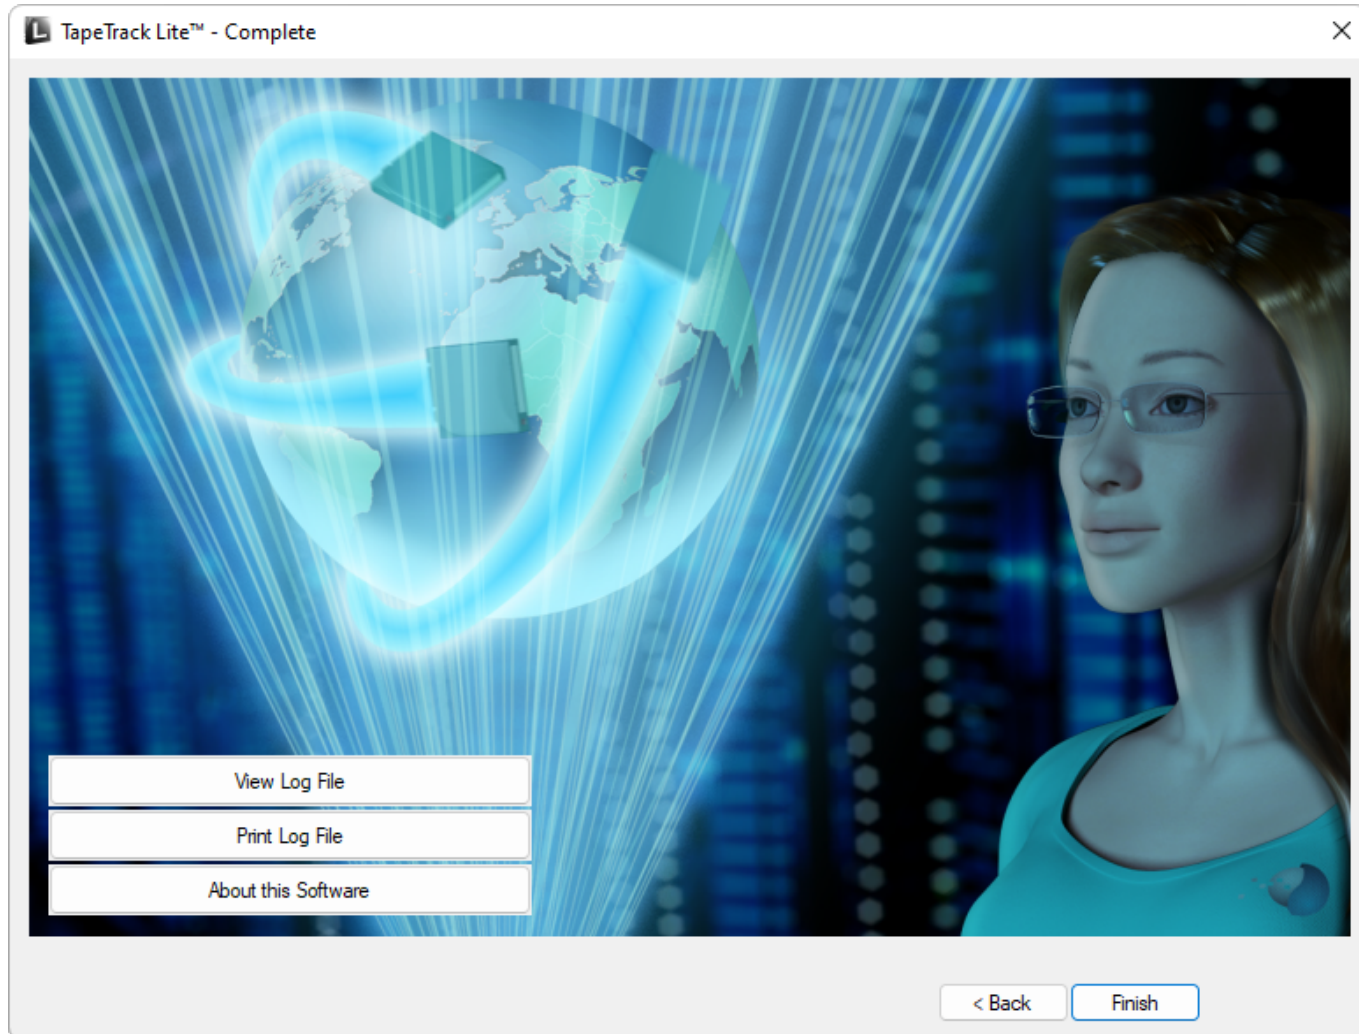 TapeTrack Lite™ - Complete
View Log File
Print Log File
About this Software
< Back
Finish